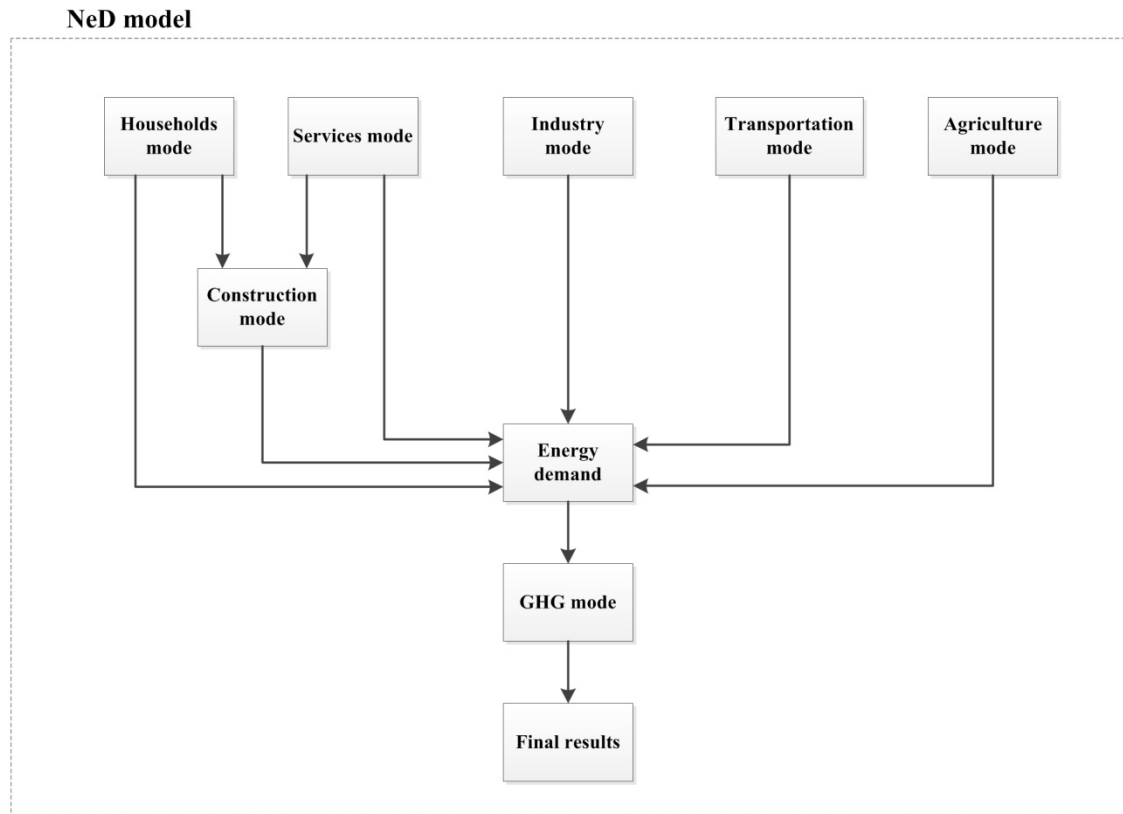 NeD model
Households
mode
Services mode
Industry
mode
Transportation
mode
Agriculture
mode
Construction
mode
Energy
demand
GHG mode
Final results